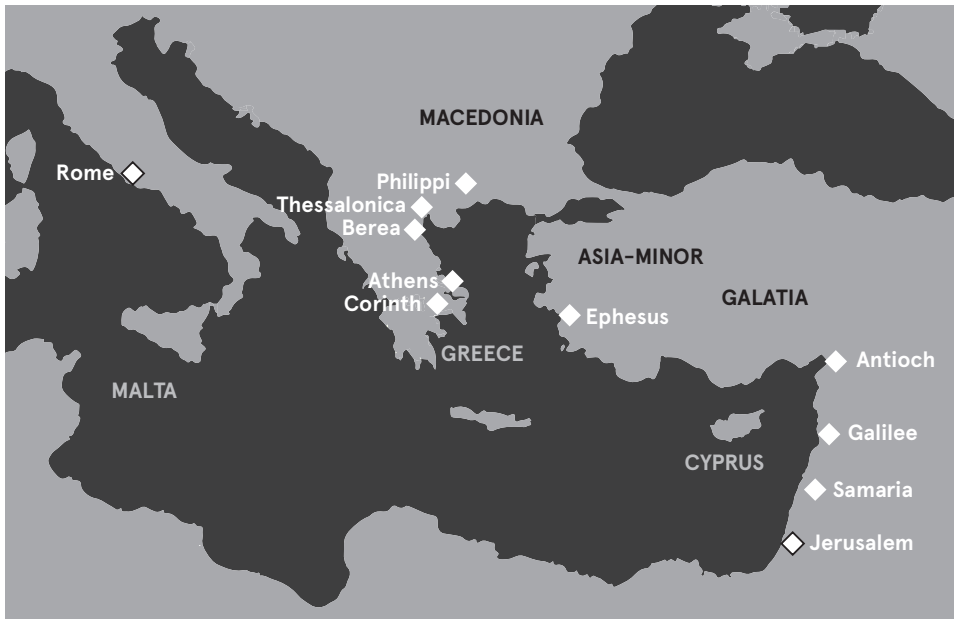 MACEDONIA
Rome
Philippi
Thessalonica
Berea
ASIA-MINOR
Athens
GALATIA
Corinth
Ephesus
GREECE
Antioch
MALTA
Galilee
CYPRUS
Samaria
Jerusalem